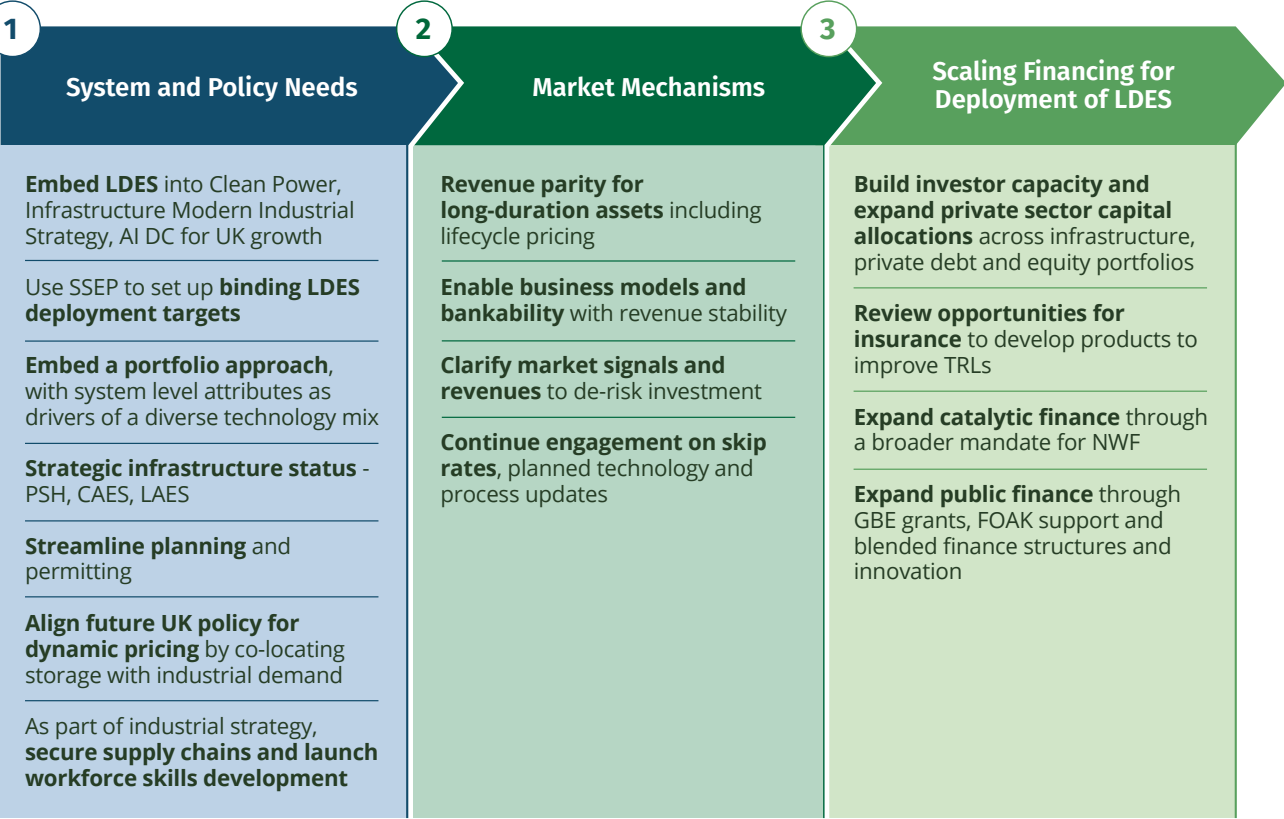 1
System and Policy Needs
Embed LDES into Clean Power,
Infrastructure Modern Industrial
Strategy, AI DC for UK growth
Use SSEP to set up binding LDES
deployment targets
Embed a portfolio approach,
with system level attributes as
drivers of a diverse technology mix
Strategic infrastructure status -
PSH, CAES, LAES
Streamline planning and
permitting
Align future UK policy for
dynamic pricing by co-locating
storage with industrial demand
As part of industrial strategy,
secure supply chains and launch
workforce skills development
2
Market Mechanisms
Revenue parity for
long-duration assets including
lifecycle pricing
Enable business models and
bankability with revenue stability
Clarify market signals and
revenues to de-risk investment
Continue engagement on skip
rates, planned technology and
process updates
3
Scaling Financing for
Deployment of LDES
Build investor capacity and
expand private sector capital
allocations across infrastructure,
private debt and equity portfolios
Review opportunities for
insurance to develop products to
improve TRLs
Expand catalytic finance through
a broader mandate for NWF
Expand public finance through
GBE grants, FOAK support and
blended finance structures and
innovation